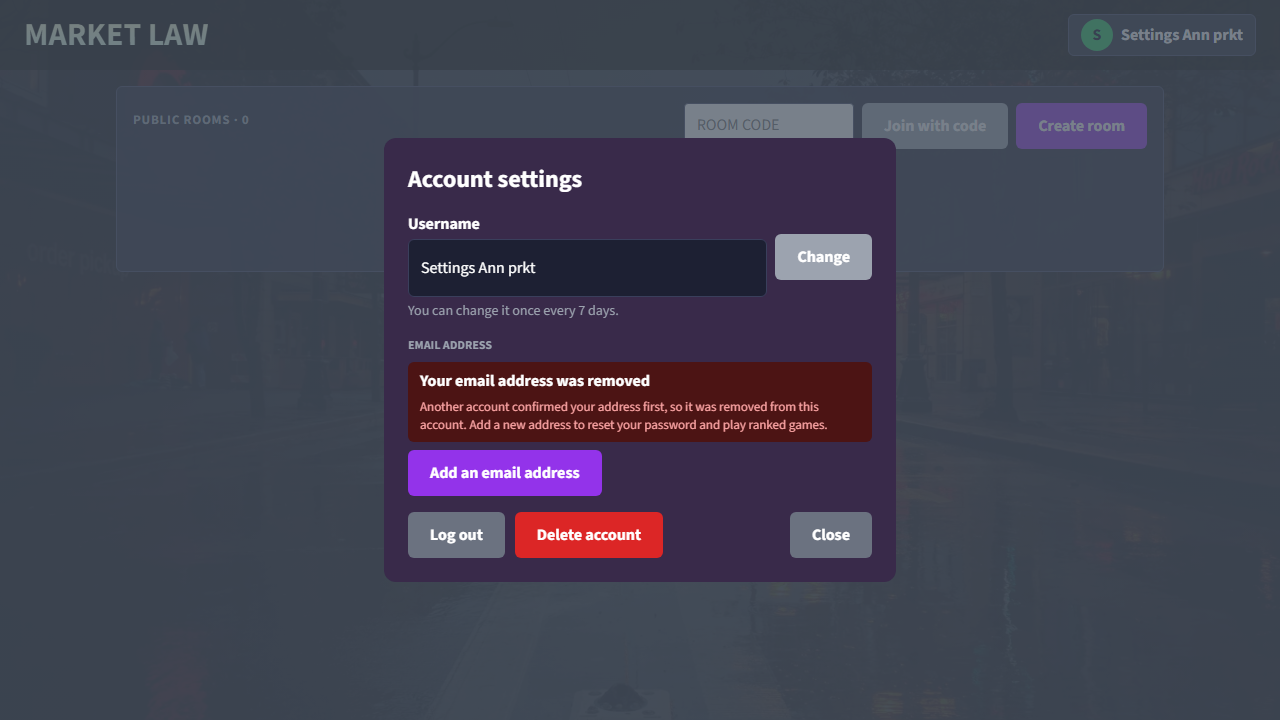 MARKET LAW
S
Settings Ann prkt
PUBLIC ROOMS · 0
ROOM CODE
Join with code
Create room
Account settings
Username
Settings Ann prkt
Change
You can change it once every 7 days.
EMAIL ADDRESS
Your email address was removed
Another account confirmed your address first, so it was removed from this
account. Add a new address to reset your password and play ranked games.
Add an email address
Log out
Delete account
Close